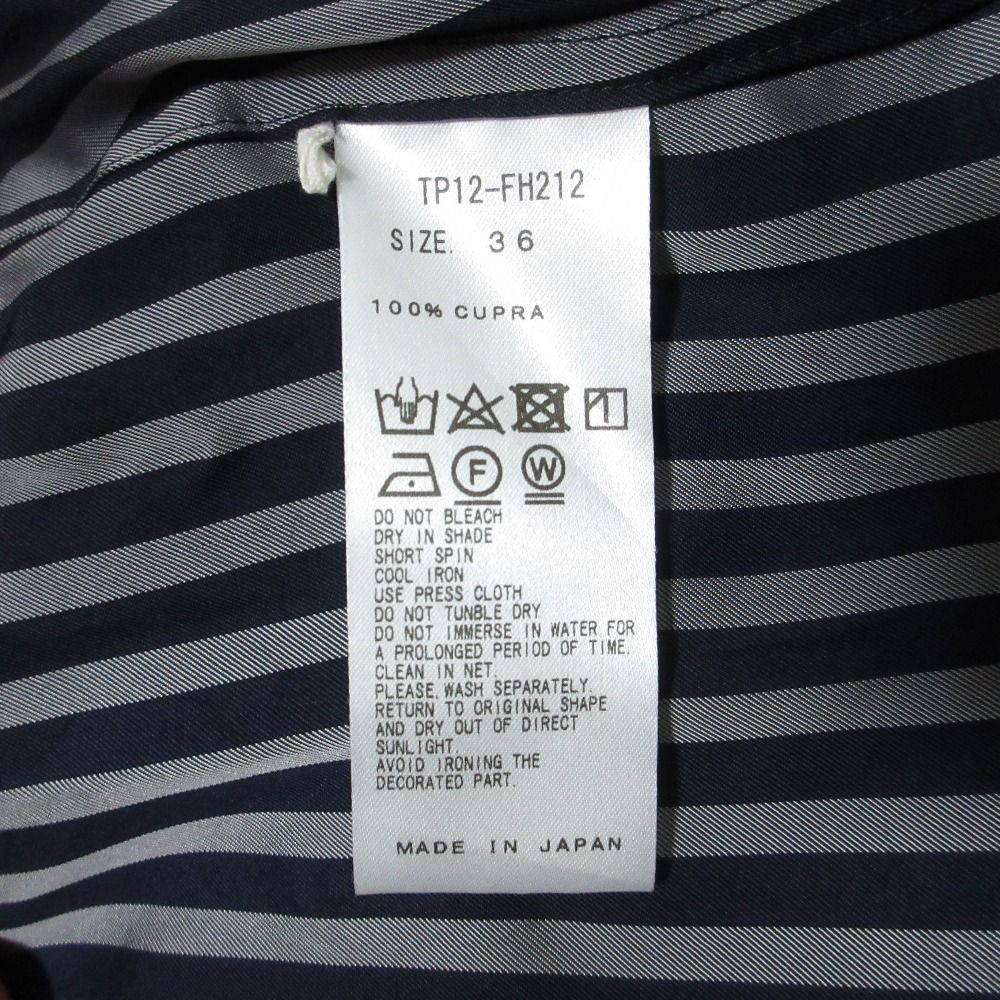 TP12-FH212
SIZE. 36
100% CUPRA
F W
DO NOT BLEACH
DRY IN SHADE
SHORT SPIN
COOL IRON
USE PRESS CLOTH
DO NOT TUNBLE DRY
DO NOT IMMERSE IN WATER FOR
A PROLONGED PERIOD OF TIME.
CLEAN IN NET.
PLEASE.WASH SEPARATELY.
RETURN TO ORIGINAL SHAPE
AND DRY OUT OF DIRECT
SUNLIGHT.
AVOID IRONING THE
DECORATED PART.
MADE IN JAPAN